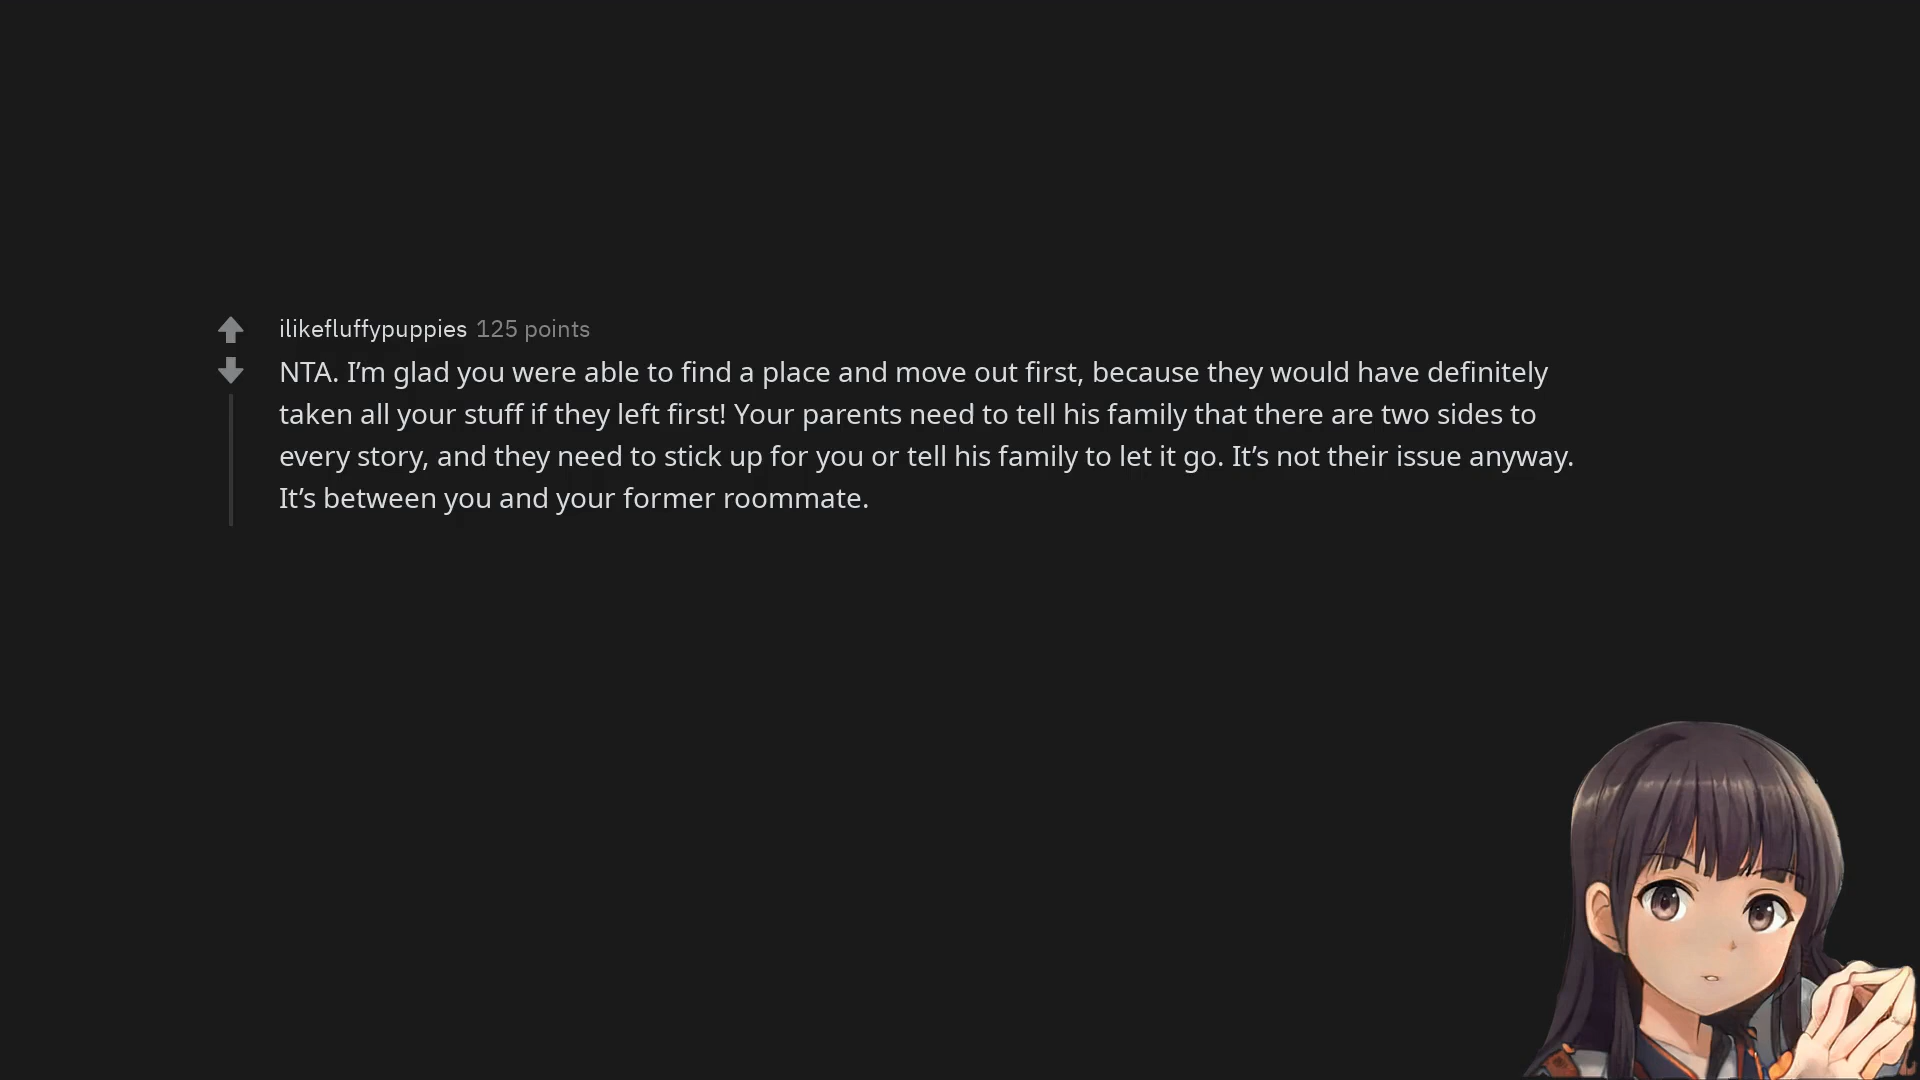 ilikefluffypuppies 125 points
NTA. I’m glad you were able to find a place and move out first, because they would have definitely
taken all your stuff if they left first! Your parents need to tell his family that there are two sides to
every story, and they need to stick up for you or tell his family to let it go. It’s not their issue anyway.
It’s between you and your former roommate.